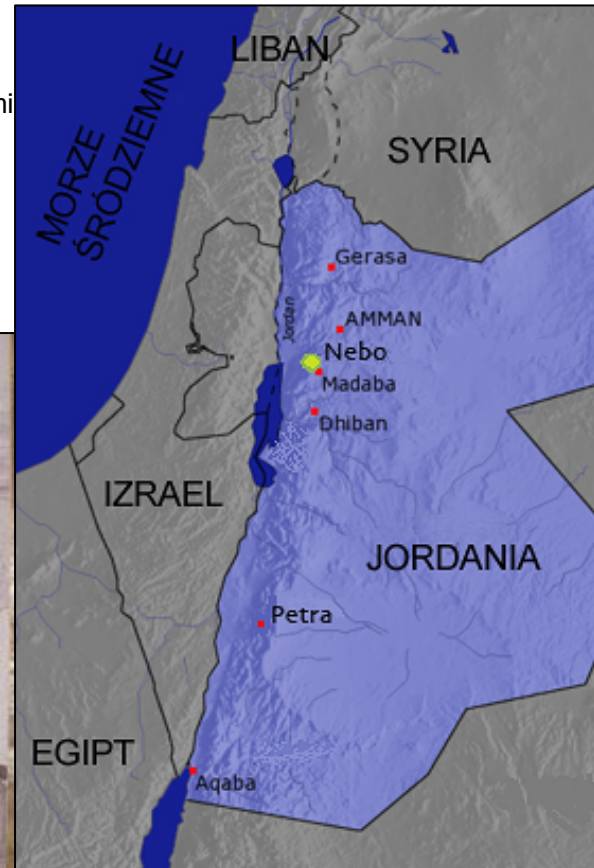 LIBAN
MORZE
ŚRÓDZIEMNE
SYRIA
Gerasa
Jordan
AMMAN
Nebo
Madaba
Dhiban
IZRAEL
JORDANIA
Petra
EGIPT
Aqaba